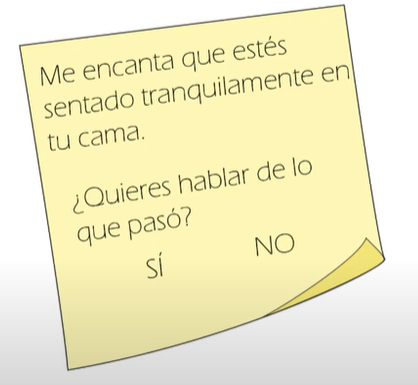 Me encanta que estés
sentado tranquilamente en
tu cama.
¿Quieres hablar de lo
que pasó?
SÍ NO